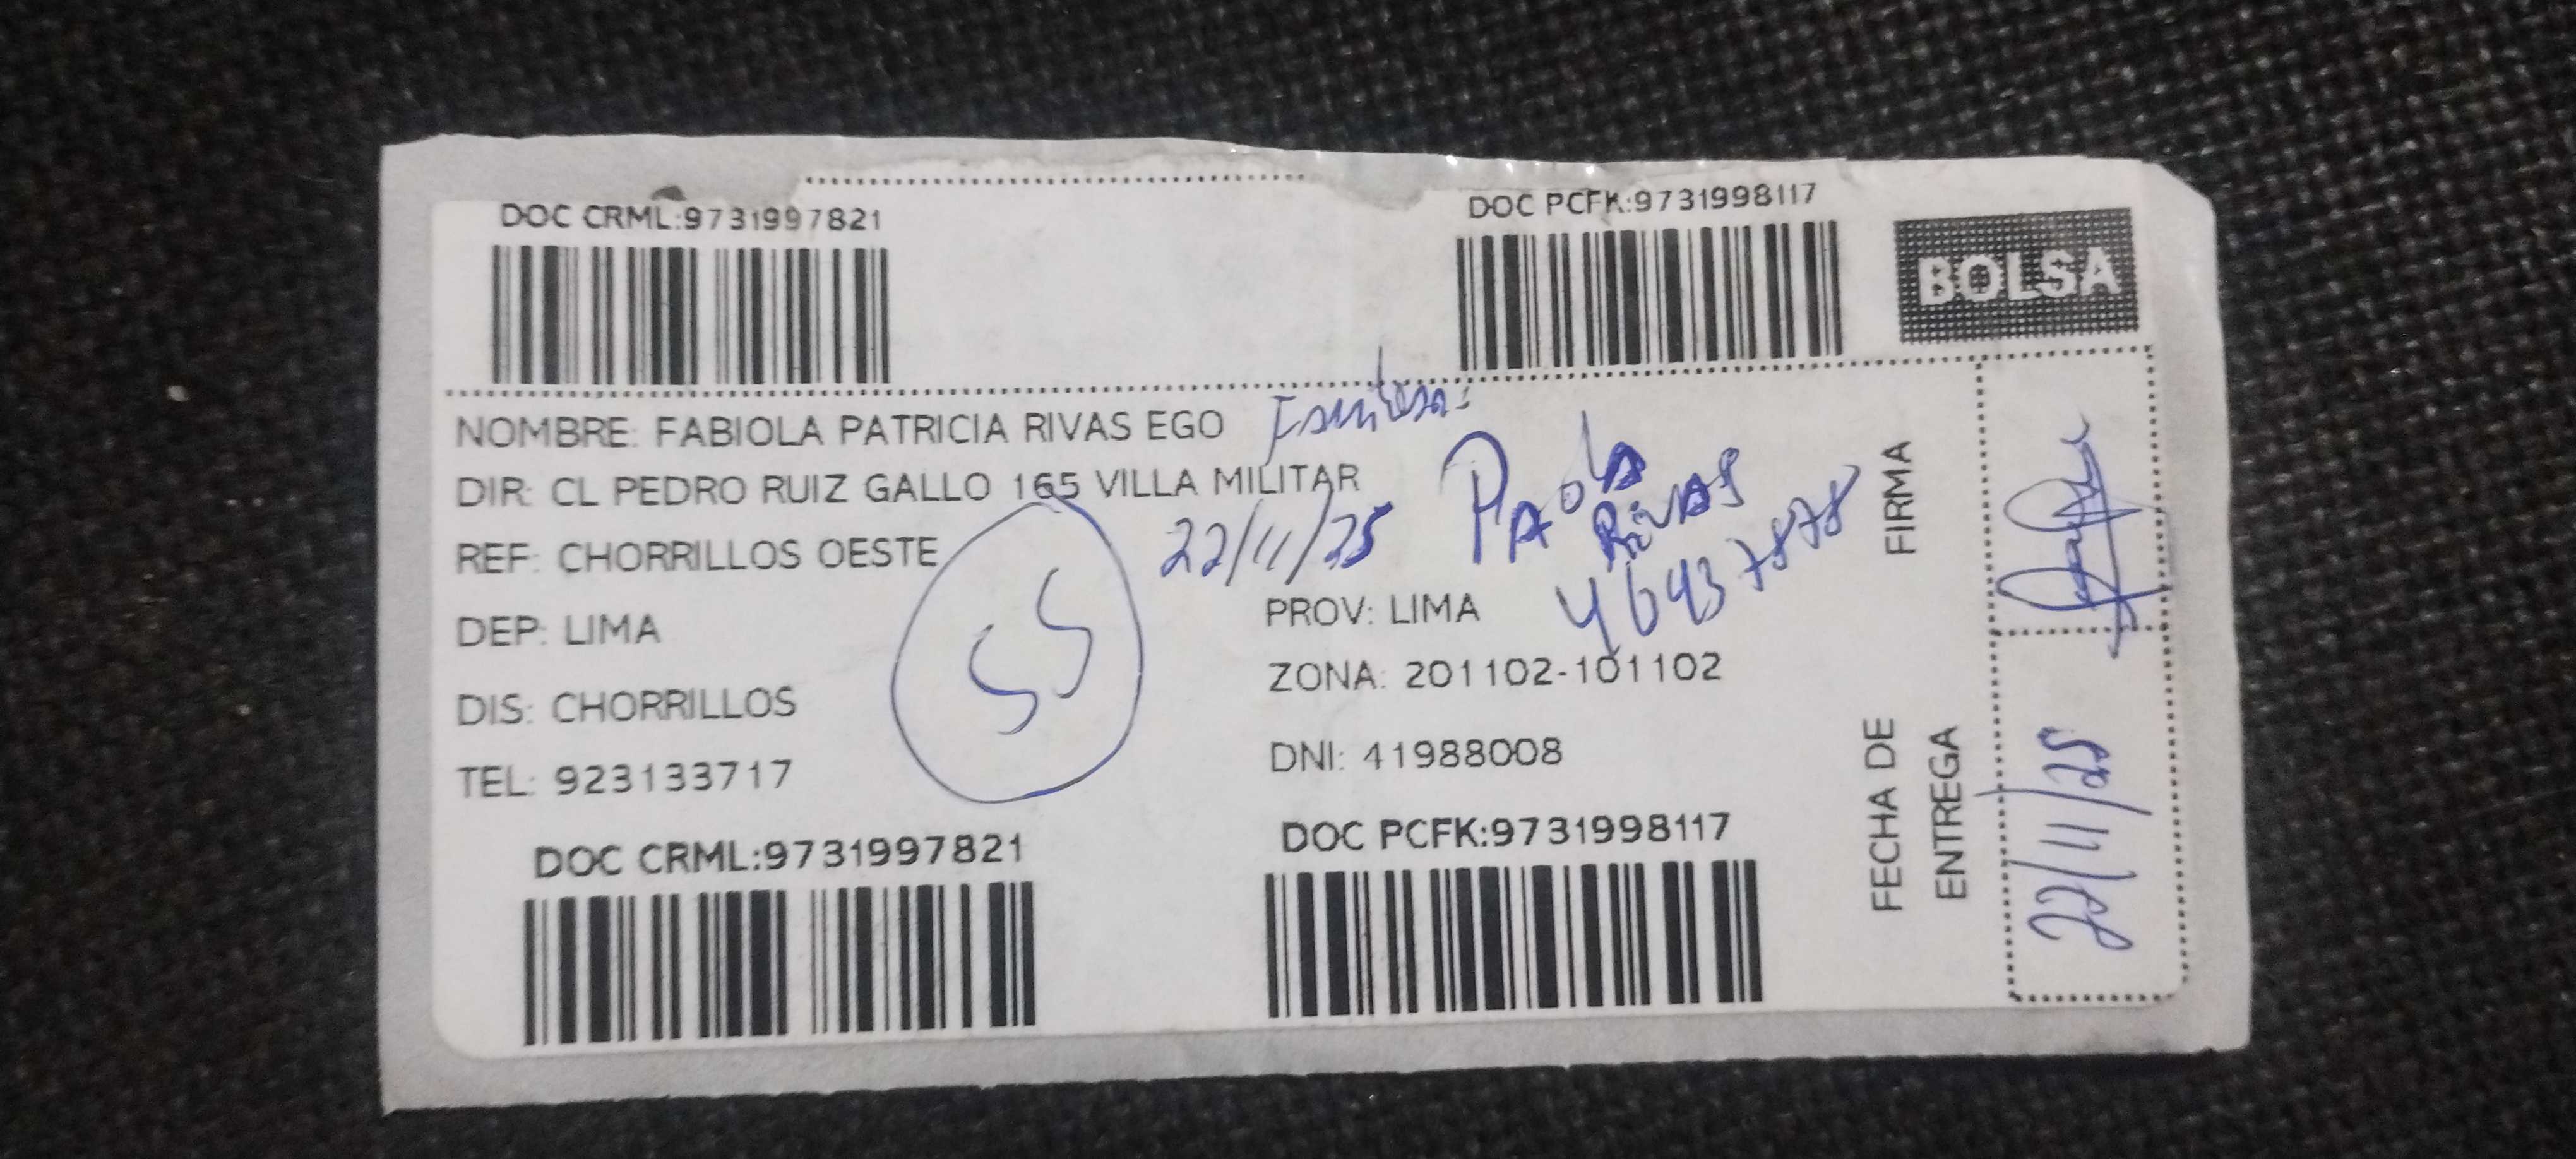 DOC CRML:9731997821
DOC PCFK:9731998117
BOLSA
NOMBRE: FABIOLA PATRICIA RIVAS EGO
DIR: CL PEDRO RUIZ GALLO 165 VILLA MILITAR
22/11/25
PAola
RivAS
REF: CHORRILLOS OESTE
DEP: LIMA
PROV: LIMA
ZONA: 201102-101102
DIS: CHORRILLOS
DNI: 41988008
TEL: 923133717
55
DOC CRML:9731997821
DOC PCFK:9731998117
FIRMA
FECHA DE
ENTREGA
22/11/25